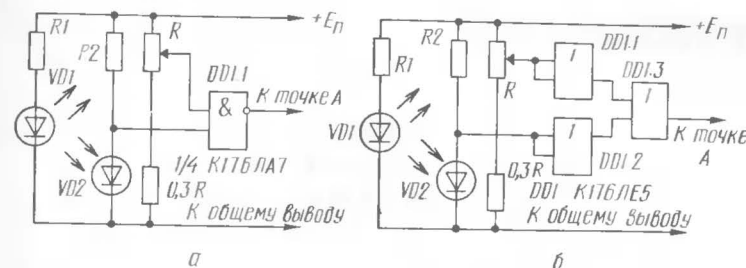 +Eп
R1
P2
R
VD1
DD1.1
&
К точке А
1/4 К176ЛА7
VD2
0,3R
К общему выводу
а
+Eп
R2
R1
R
DD1.1
1
DD1.3
1
К точке
А
VD1
1
DD1.2
VD2
0,3R
DD1 К176ЛЕ5
К общему выводу
б